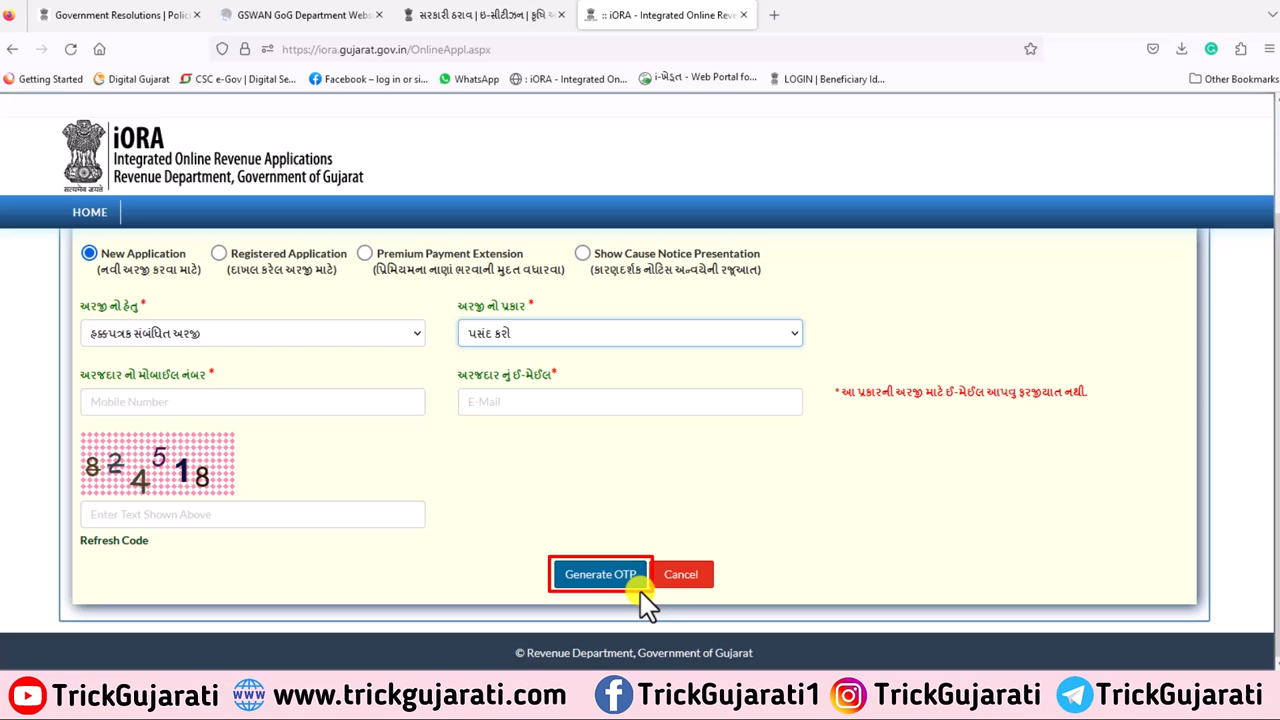 Government Resolutions | Polic
GSWAN GoG Department Webs
સરકારી ઠરાવ | ઇ-સીટીઝન | કૃષિ અ
:: iORA - Integrated Online Reve
https://iora.gujarat.gov.in/OnlineAppl.aspx
Getting Started
Digital Gujarat
CSC e-Gov | Digital Se...
Facebook – log in or si...
WhatsApp
: iORA - Integrated On...
i-ખેડૂત - Web Portal fo...
LOGIN | Beneficiary Id...
Other Bookmarks
सत्यमेव जयते
iORA
Integrated Online Revenue Applications
Revenue Department, Government of Gujarat
HOME
New Application
(નવી અરજી કરવા માટે)
Registered Application
(દાખલ કરેલ અરજી માટે)
Premium Payment Extension
(પ્રિમિયમના નાણાં ભરવાની મુદત વધારવા)
Show Cause Notice Presentation
(કારણદર્શક નોટિસ અન્વયેની રજૂઆત)
અરજી નો હેતુ *
અરજી નો પ્રકાર *
હક્કપત્રક સંબંધિત અરજી
પસંદ કરો
અરજદાર નો મોબાઈલ નંબર *
અરજદાર નું ઈ-મેઈલ*
Mobile Number
E-Mail
* આ પ્રકારની અરજી માટે ઈ-મેઈલ આપવુ ફરજીયાત નથી.
824518
Enter Text Shown Above
Refresh Code
Generate OTP
Cancel
© Revenue Department, Government of Gujarat
TrickGujarati
www.trickgujarati.com
TrickGujarati1
TrickGujarati
TrickGujarati